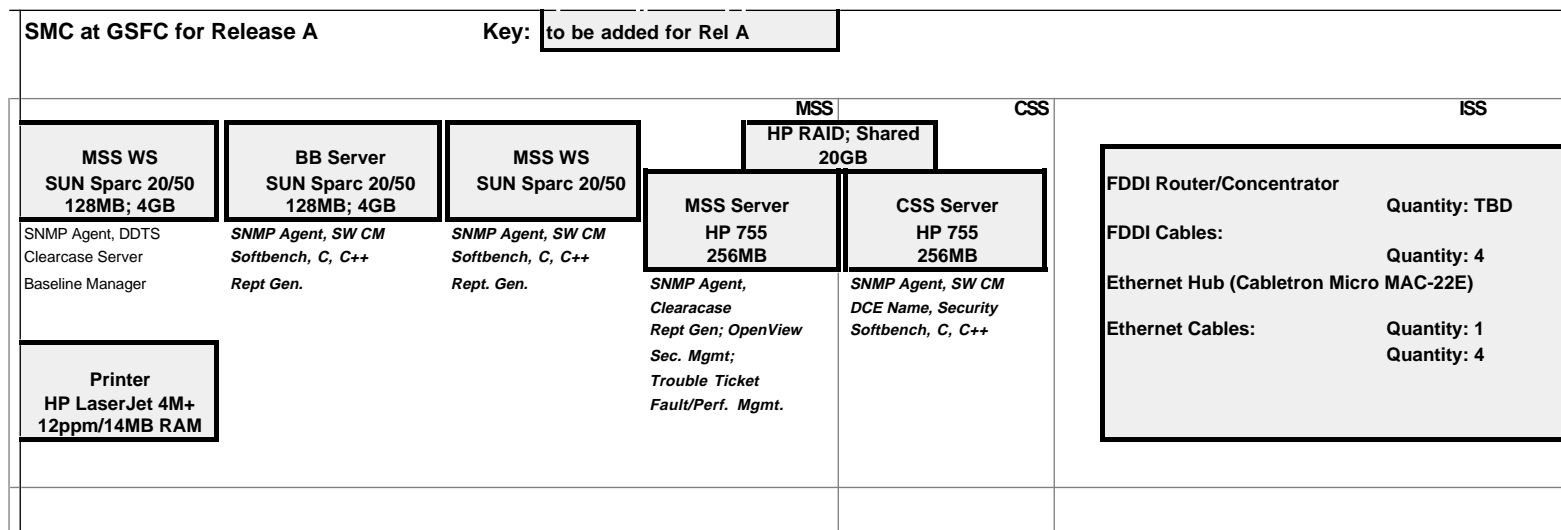 SMC at GSFC for Release A
Key: to be added for Rel A
MSS
CSS
ISS
MSS WS
SUN Sparc 20/50
128MB; 4GB
SNMP Agent, DDTS
Clearcase Server
Baseline Manager
BB Server
SUN Sparc 20/50
128MB; 4GB
SNMP Agent, SW CM
Softbench, C, C++
Rept Gen.
MSS WS
SUN Sparc 20/50
SNMP Agent, SW CM
Softbench, C, C++
Rept. Gen.
HP RAID; Shared
20GB
MSS Server
HP 755
256MB
SNMP Agent,
Clearacase
Rept Gen; OpenView
Sec. Mgmt;
Trouble Ticket
Fault/Perf. Mgmt.
CSS Server
HP 755
256MB
SNMP Agent, SW CM
DCE Name, Security
Softbench, C, C++
FDDI Router/Concentrator
Quantity: TBD
FDDI Cables:
Quantity: 4
Ethernet Hub (Cabletron Micro MAC-22E)
Ethernet Cables: Quantity: 1
Quantity: 4
Printer
HP LaserJet 4M+
12ppm/14MB RAM